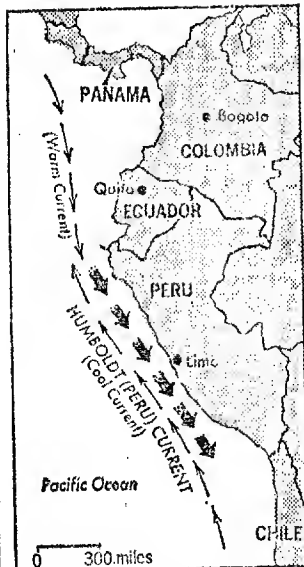 PANAMA
Bogota
COLOMBIA
(Warm Current)
Quito
ECUADOR
PERU
Lima
HUMBOLDT (PERU) CURRENT
(Cool Current)
Pacific Ocean
CHILE
0 300 miles